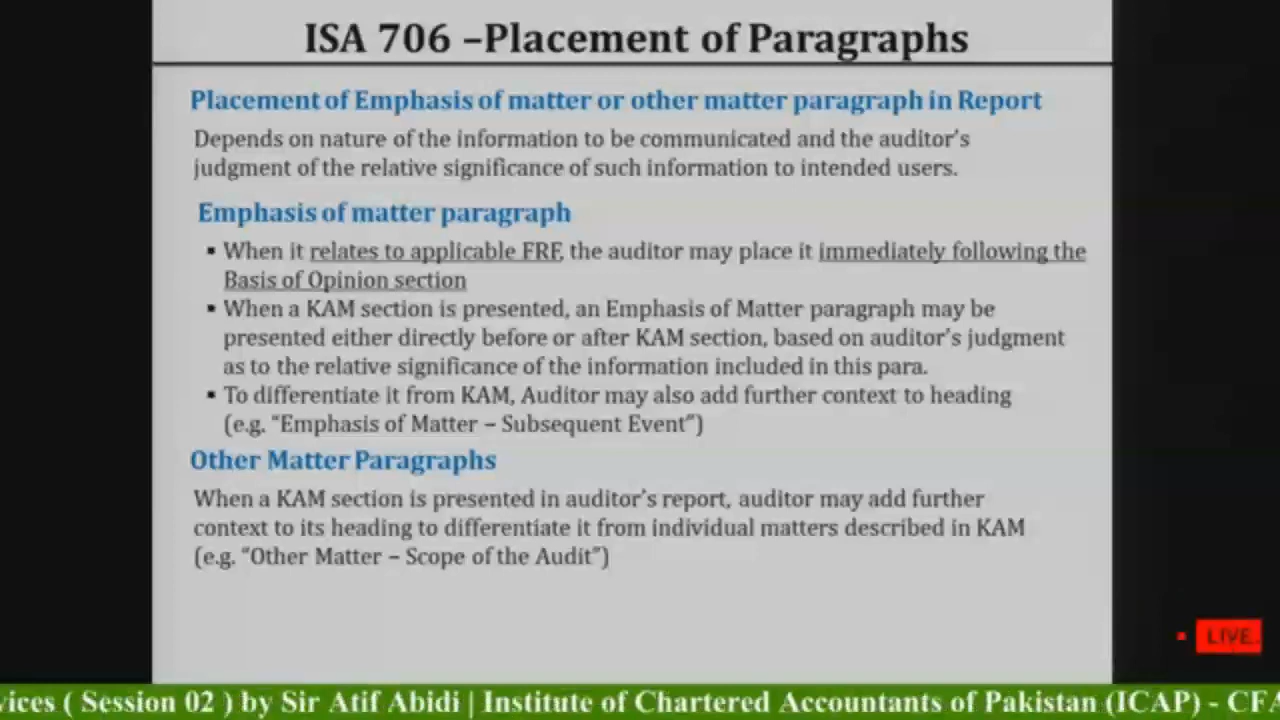 ISA 706 –Placement of Paragraphs
Placement of Emphasis of matter or other matter paragraph in Report
Depends on nature of the information to be communicated and the auditor's
judgment of the relative significance of such information to intended users.
Emphasis of matter paragraph
▪ When it relates to applicable FRF, the auditor may place it immediately following the
Basis of Opinion section
▪ When a KAM section is presented, an Emphasis of Matter paragraph may be
presented either directly before or after KAM section, based on auditor's judgment
as to the relative significance of the information included in this para.
▪ To differentiate it from KAM, Auditor may also add further context to heading
(e.g. "Emphasis of Matter – Subsequent Event")
Other Matter Paragraphs
When a KAM section is presented in auditor's report, auditor may add further
context to its heading to differentiate it from individual matters described in KAM
(e.g. "Other Matter – Scope of the Audit")
LIVE.
vices ( Session 02 ) by Sir Atif Abidi | Institute of Chartered Accountants of Pakistan (ICAP) - CFA